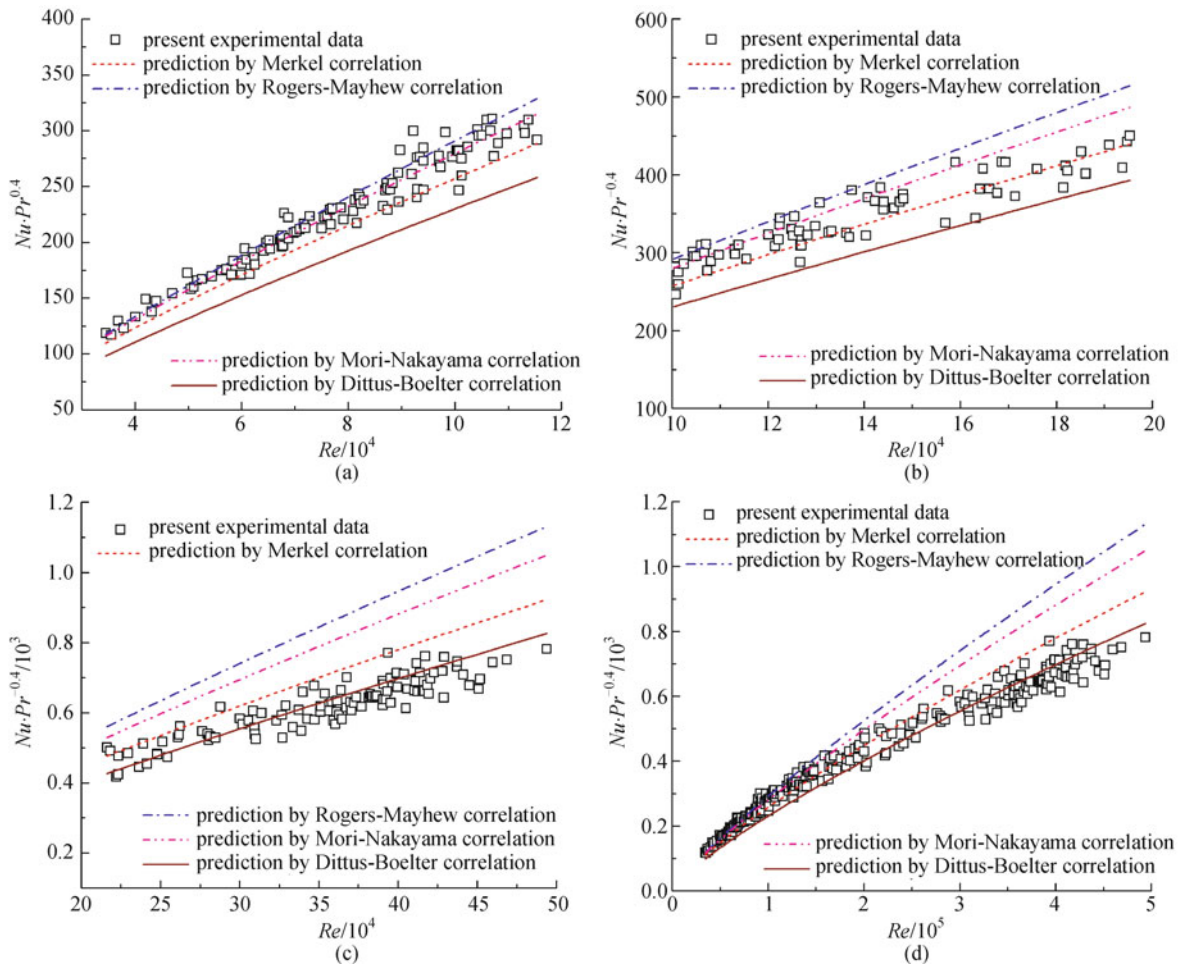 400
350
300
250
200
150
100
50
Nu·Pr^0.4
present experimental data
prediction by Merkel correlation
prediction by Rogers-Mayhew correlation
prediction by Mori-Nakayama correlation
prediction by Dittus-Boelter correlation
4 6 8 10 12
Re/10^4
(a)
600
500
400
300
200
100
Nu·Pr^−0.4
present experimental data
prediction by Merkel correlation
prediction by Rogers-Mayhew correlation
prediction by Mori-Nakayama correlation
prediction by Dittus-Boelter correlation
10 12 14 16 18 20
Re/10^4
(b)
1.2
1.0
0.8
0.6
0.4
0.2
Nu·Pr^−0.4/10^3
present experimental data
prediction by Merkel correlation
prediction by Rogers-Mayhew correlation
prediction by Mori-Nakayama correlation
prediction by Dittus-Boelter correlation
20 25 30 35 40 45 50
Re/10^4
(c)
1.2
1.0
0.8
0.6
0.4
0.2
0.0
Nu·Pr^−0.4/10^3
present experimental data
prediction by Merkel correlation
prediction by Rogers-Mayhew correlation
prediction by Mori-Nakayama correlation
prediction by Dittus-Boelter correlation
0 1 2 3 4 5
Re/10^5
(d)